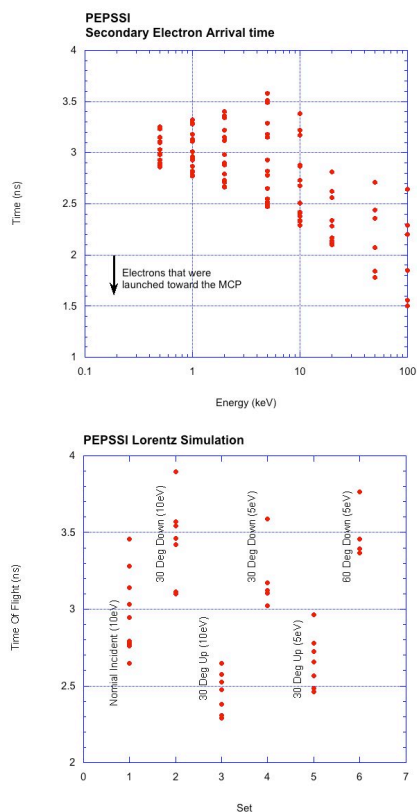 PEPSSI
Secondary Electron Arrival time
4
3.5
3
2.5
2
1.5
1
Time (ns)
Electrons that were
launched toward the MCP
0.1
1
10
100
Energy (keV)
PEPSSI Lorentz Simulation
4
3.5
3
2.5
2
Time Of Flight (ns)
Nomial Incident (10eV)
30 Deg Down (10eV)
30 Deg Up (10eV)
30 Deg Down (5eV)
30 Deg Up (5eV)
60 Deg Down (5eV)
0
1
2
3
4
5
6
7
Set